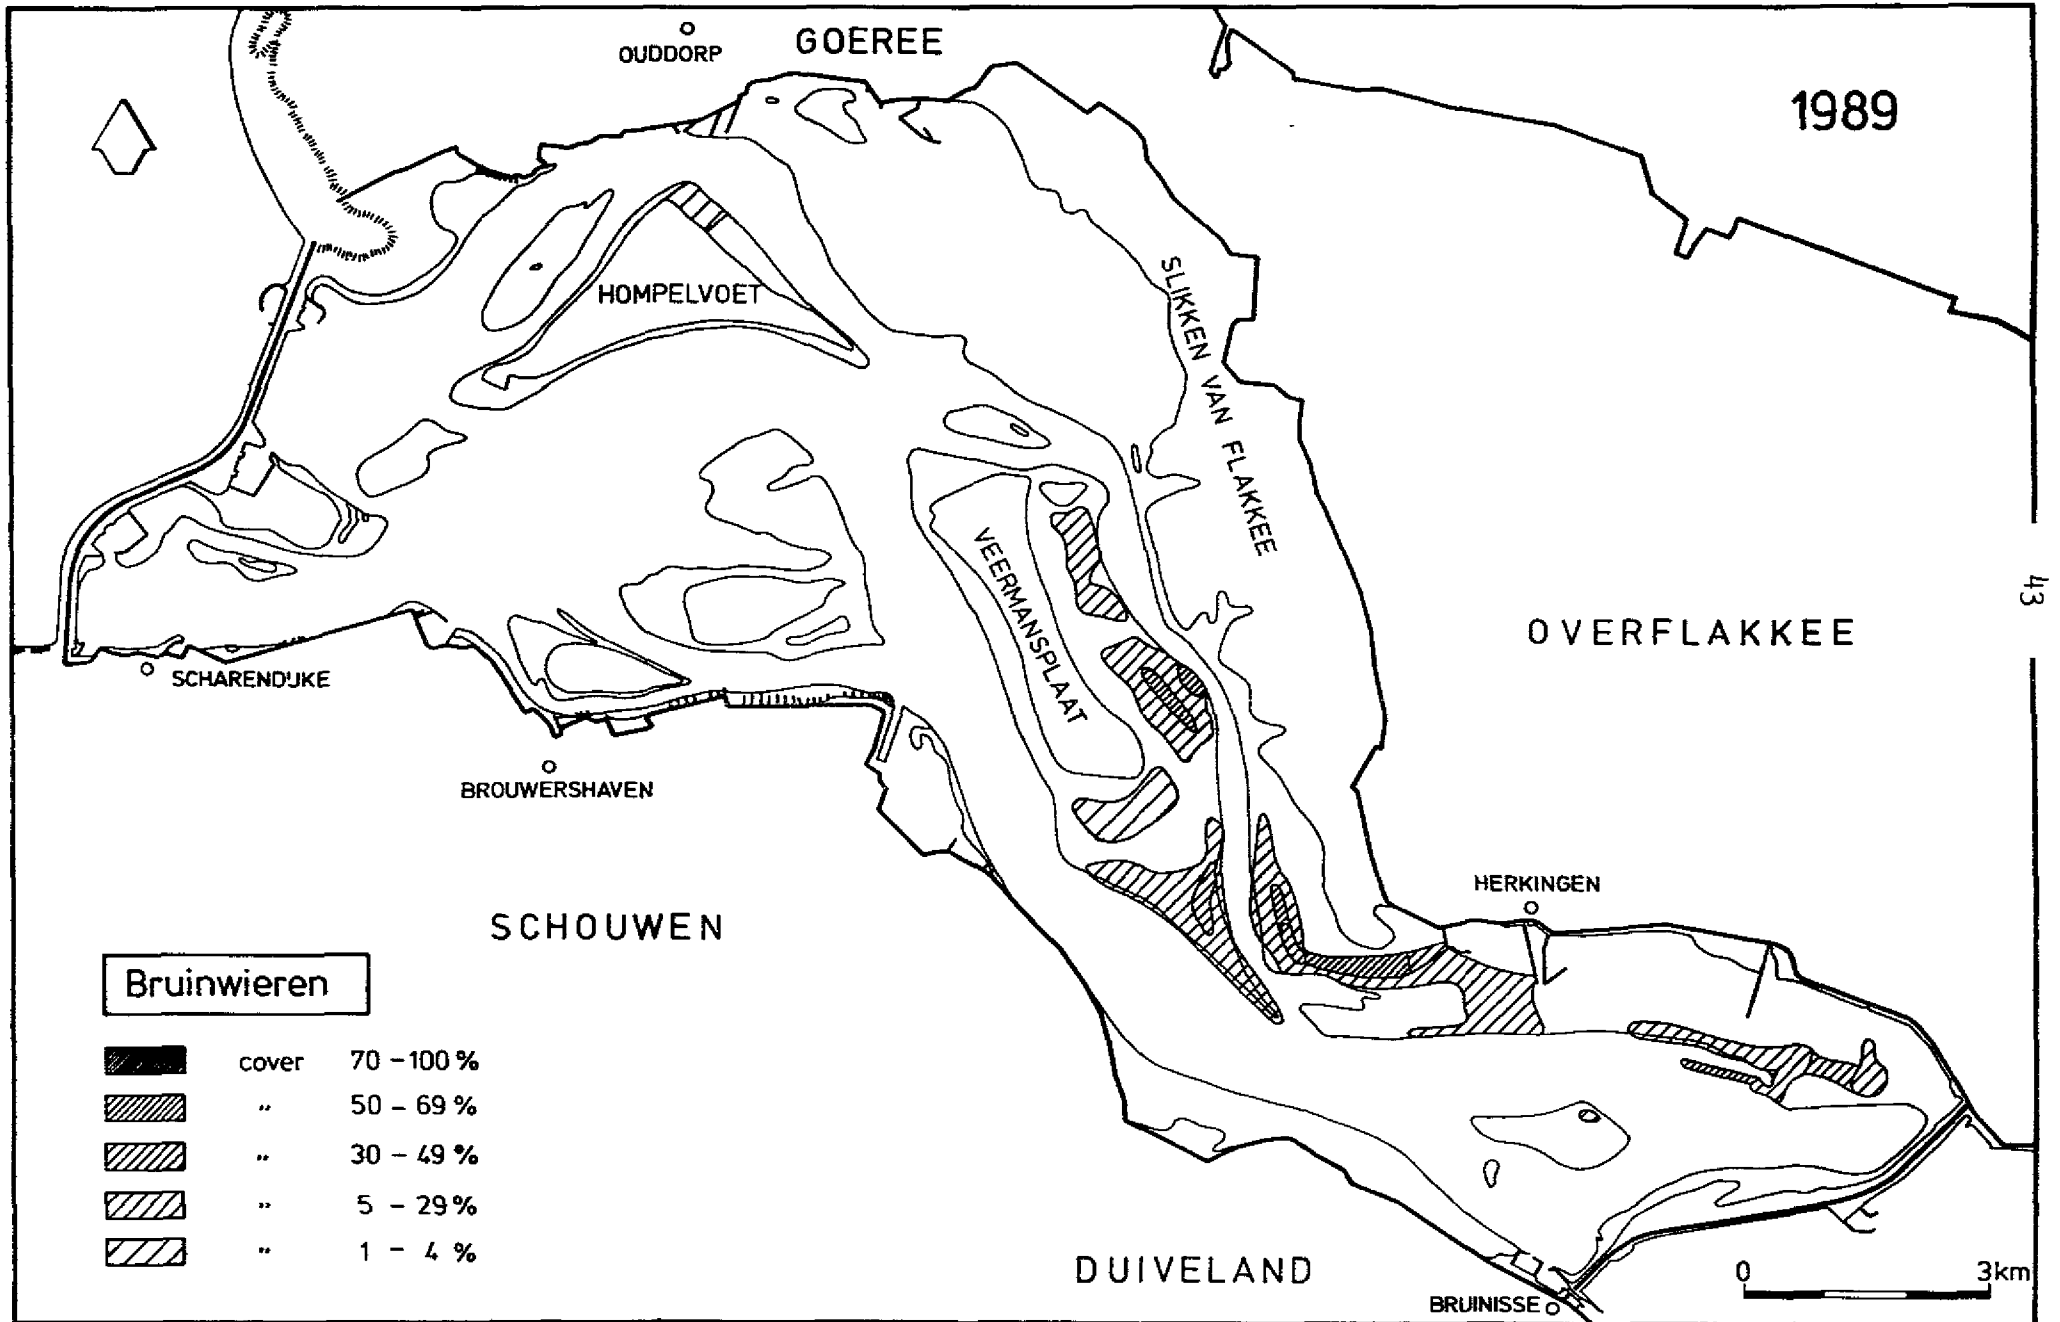 OUDDORP
GOEREE
1989
HOMPELVOET
SLIKKEN VAN FLAKKEE
VEERMANSPLAAT
43
OVERFLAKKEE
SCHARENDIJKE
BROUWERSHAVEN
HERKINGEN
SCHOUWEN
Bruinwieren
cover 70 - 100 %
" 50 - 69 %
" 30 - 49 %
" 5 - 29 %
" 1 - 4 %
DUIVELAND
0 3km
BRUINISSE